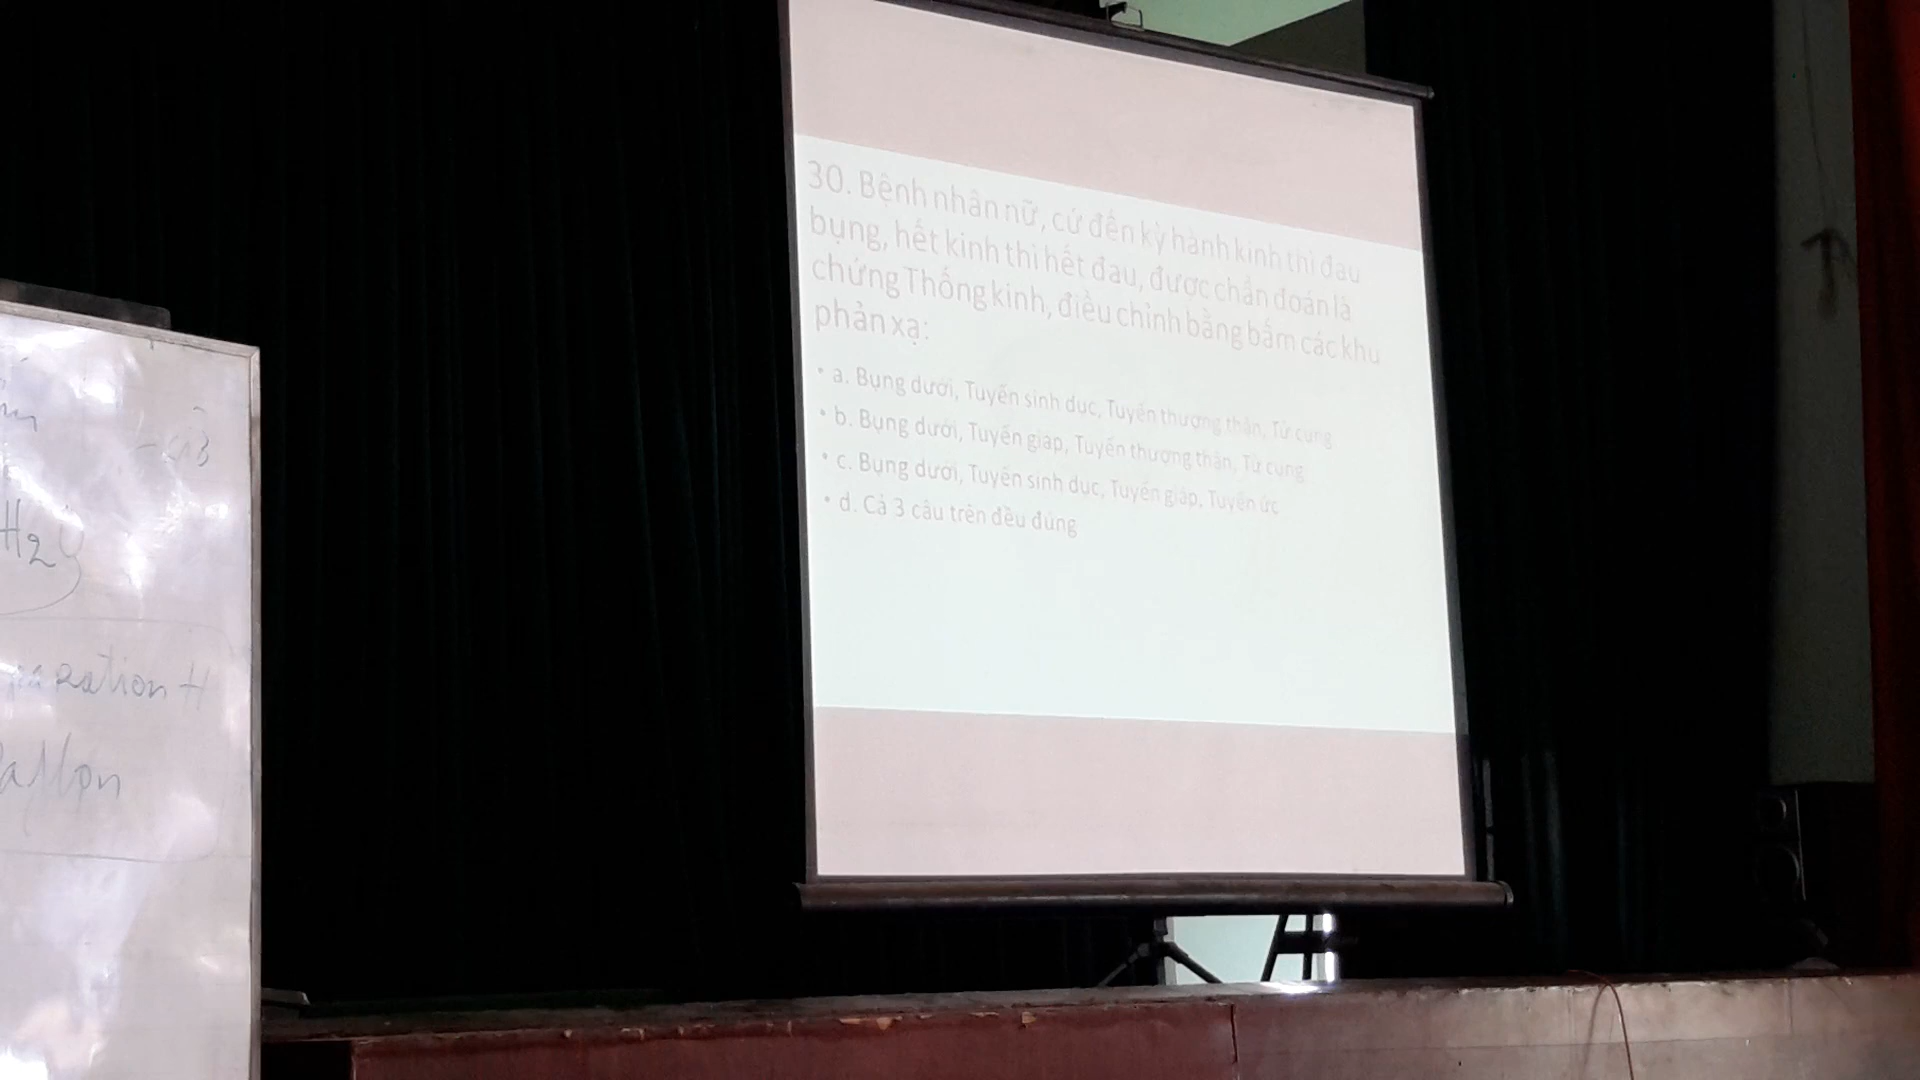 30. Bệnh nhân nữ, cứ đến kỳ hành kinh thì đau
bụng, hết kinh thì hết đau, được chẩn đoán là
chứng Thống kinh, điều chỉnh bằng bấm các khu
phản xạ:
• a. Bụng dưới, Tuyến sinh dục, Tuyến thượng thận, Tử cung
• b. Bụng dưới, Tuyến giáp, Tuyến thượng thận, Tử cung
• c. Bụng dưới, Tuyến sinh dục, Tuyến giáp, Tuyến ức
• d. Cả 3 câu trên đều đúng
H2
ration H